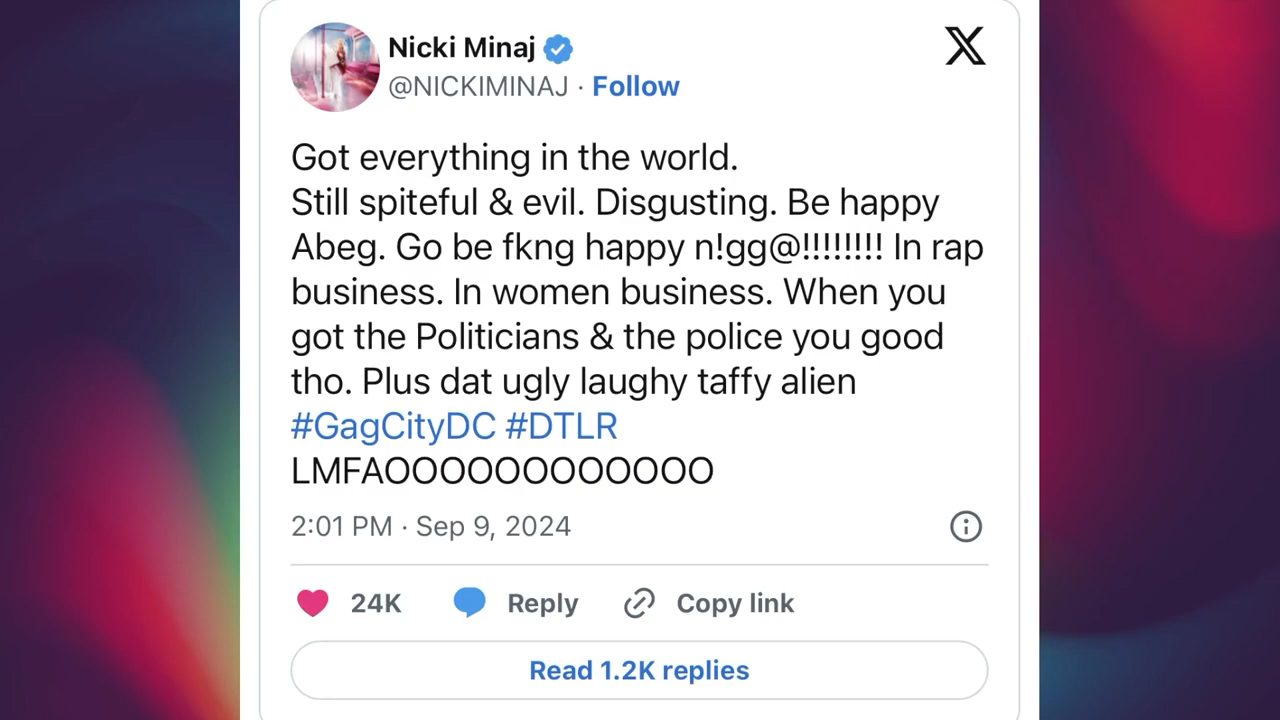 Nicki Minaj
@NICKIMINAJ · Follow
Got everything in the world.
Still spiteful & evil. Disgusting. Be happy
Abeg. Go be fkng happy n!gg@!!!!!!!! In rap
business. In women business. When you
got the Politicians & the police you good
tho. Plus dat ugly laughy taffy alien
#GagCityDC #DTLR
LMFAOOOOOOOOOOOO
2:01 PM · Sep 9, 2024
24K Reply Copy link
Read 1.2K replies